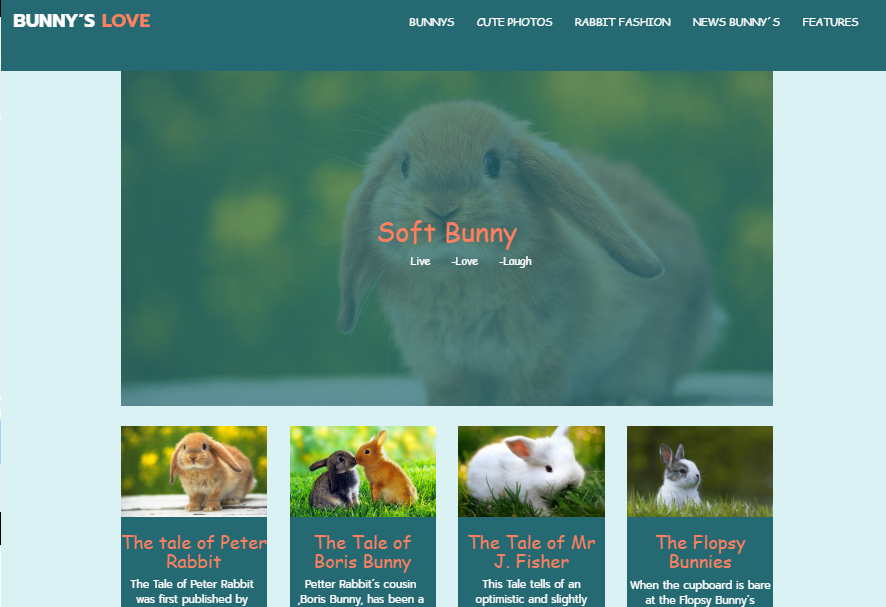 BUNNY´S LOVE
BUNNYS CUTE PHOTOS RABBIT FASHION NEWS BUNNY´S FEATURES
Soft Bunny
Live -Love -Laugh
The tale of Peter
Rabbit
The Tale of Peter Rabbit
was first published by
The Tale of
Boris Bunny
Petter Rabbit´s cousin
,Boris Bunny, has been a
The Tale of Mr
J. Fisher
This Tale tells of an
optimistic and slightly
The Flopsy
Bunnies
When the cupboard is bare
at the Flopsy Bunny´s